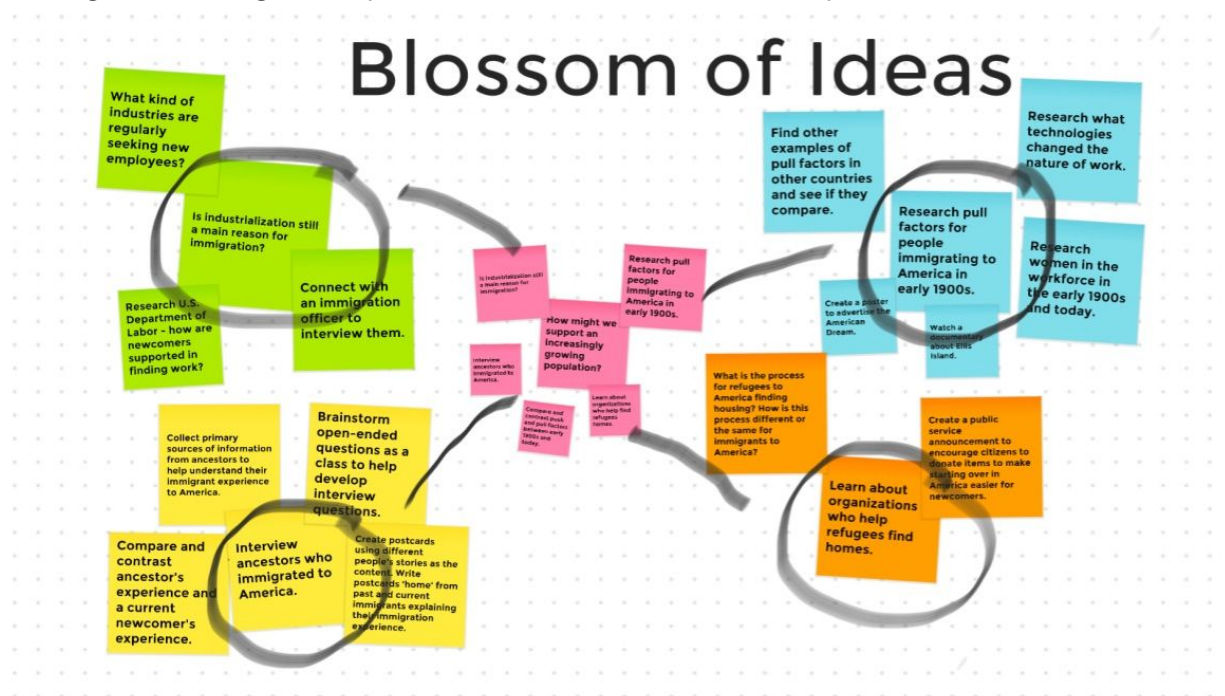 Blossom of Ideas
What kind of
industries are
regularly
seeking new
employees?
Is industrialization still
a main reason for
immigration?
Connect with
an immigration
officer to
interview them.
Research U.S.
Department of
Labor - how are
newcomers
supported in
finding work?
Is industrialization still
a main reason for
immigration?
Research pull
factors for
people
immigrating to
America in
early 1900s.
How might we
support an
increasingly
growing
population?
Interview
ancestors who
immigrated to
America.
Compare and
contrast push
and pull factors
between early
1900s and
today.
Learn about
organizations
who help find
refugees
homes.
Find other
examples of
pull factors in
other countries
and see if they
compare.
Research what
technologies
changed the
nature of work.
Research pull
factors for
people
immigrating to
America in
early 1900s.
Research
women in the
workforce in
the early 1900s
and today.
Create a poster
to advertise the
American
Dream.
Watch a
documentary
about Ellis
Island.
Collect primary
sources of information
from ancestors to
help understand their
immigrant experience
to America.
Brainstorm
open-ended
questions as a
class to help
develop
interview
questions.
Compare and
contrast
ancestor's
experience and
a current
newcomer's
experience.
Interview
ancestors who
immigrated to
America.
Create postcards
using different
people's stories as the
content. Write
postcards 'home' from
past and current
immigrants explaining
their immigration
experience.
What is the process
for refugees to
America finding
housing? How is this
process different or
the same for
immigrants to
America?
Create a public
service
announcement to
encourage citizens to
donate items to make
starting over in
America easier for
newcomers.
Learn about
organizations
who help
refugees find
homes.